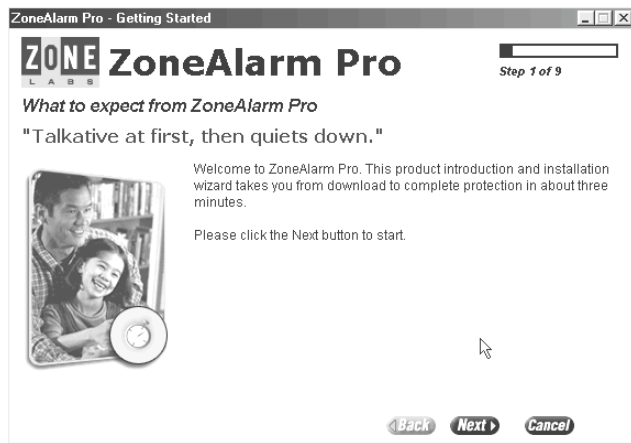 ZoneAlarm Pro - Getting Started
ZONE
LABS
ZoneAlarm Pro
Step 1 of 9
What to expect from ZoneAlarm Pro
"Talkative at first, then quiets down."
Welcome to ZoneAlarm Pro. This product introduction and installation
wizard takes you from download to complete protection in about three
minutes.
Please click the Next button to start.
Back
Next
Cancel